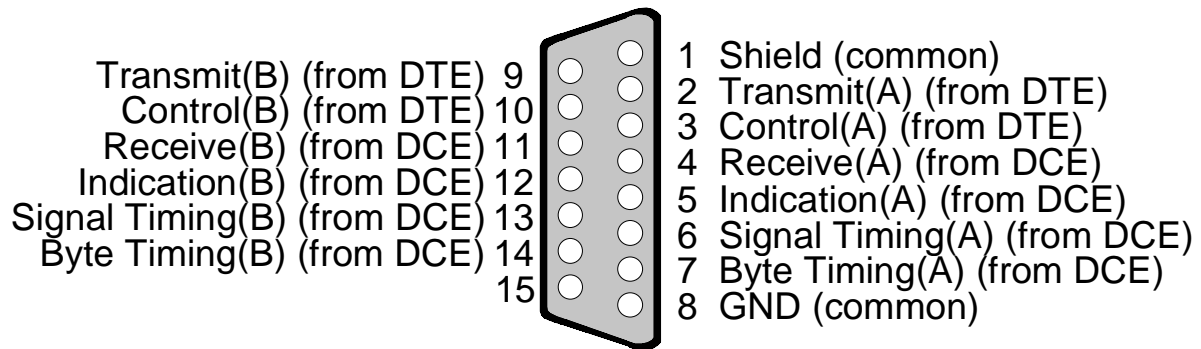 Transmit(B) (from DTE) 9
Control(B) (from DTE) 10
Receive(B) (from DCE) 11
Indication(B) (from DCE) 12
Signal Timing(B) (from DCE) 13
Byte Timing(B) (from DCE) 14
15
1 Shield (common)
2 Transmit(A) (from DTE)
3 Control(A) (from DTE)
4 Receive(A) (from DCE)
5 Indication(A) (from DCE)
6 Signal Timing(A) (from DCE)
7 Byte Timing(A) (from DCE)
8 GND (common)